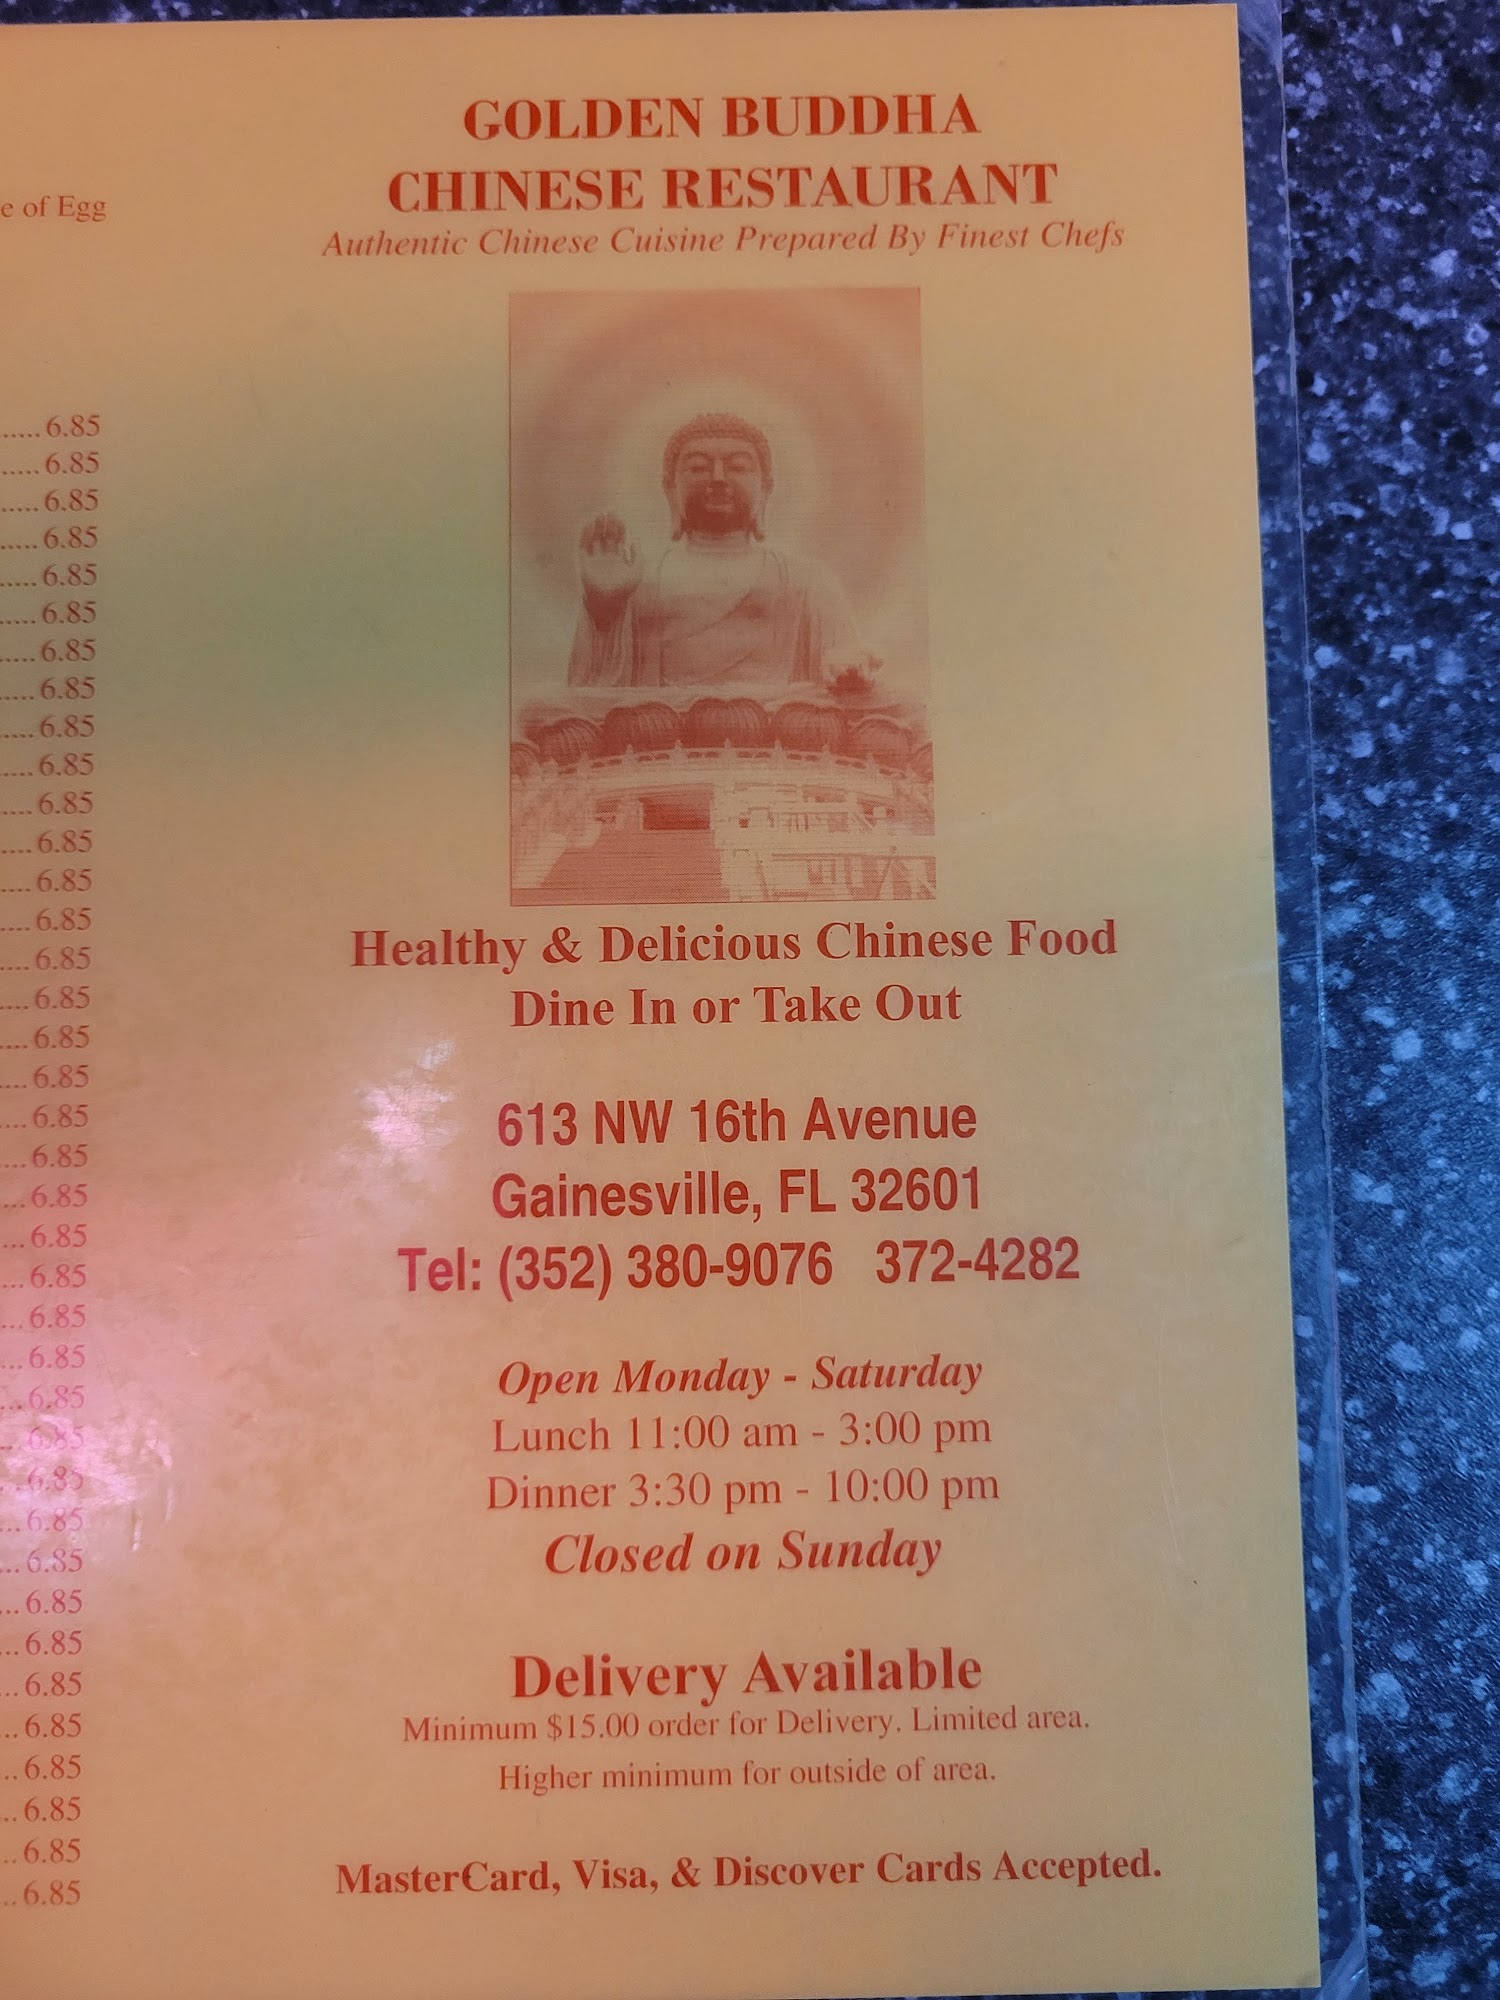 e of Egg
...... 6.85
..... 6.85
..... 6.85
..... 6.85
..... 6.85
..... 6.85
..... 6.85
..... 6.85
..... 6.85
..... 6.85
.... 6.85
.... 6.85
.... 6.85
.... 6.85
.... 6.85
.... 6.85
.... 6.85
.... 6.85
.... 6.85
.... 6.85
.... 6.85
... 6.85
... 6.85
... 6.85
... 6.85
... 6.85
... 6.85
... 6.85
... 6.85
... 6.85
... 6.85
... 6.85
... 6.85
... 6.85
.. 6.85
.. 6.85
.. 6.85
.. 6.85
GOLDEN BUDDHA
CHINESE RESTAURANT
Authentic Chinese Cuisine Prepared By Finest Chefs
Healthy & Delicious Chinese Food
Dine In or Take Out
613 NW 16th Avenue
Gainesville, FL 32601
Tel: (352) 380-9076 372-4282
Open Monday - Saturday
Lunch 11:00 am - 3:00 pm
Dinner 3:30 pm - 10:00 pm
Closed on Sunday
Delivery Available
Minimum $15.00 order for Delivery. Limited area.
Higher minimum for outside of area.
MasterCard, Visa, & Discover Cards Accepted.